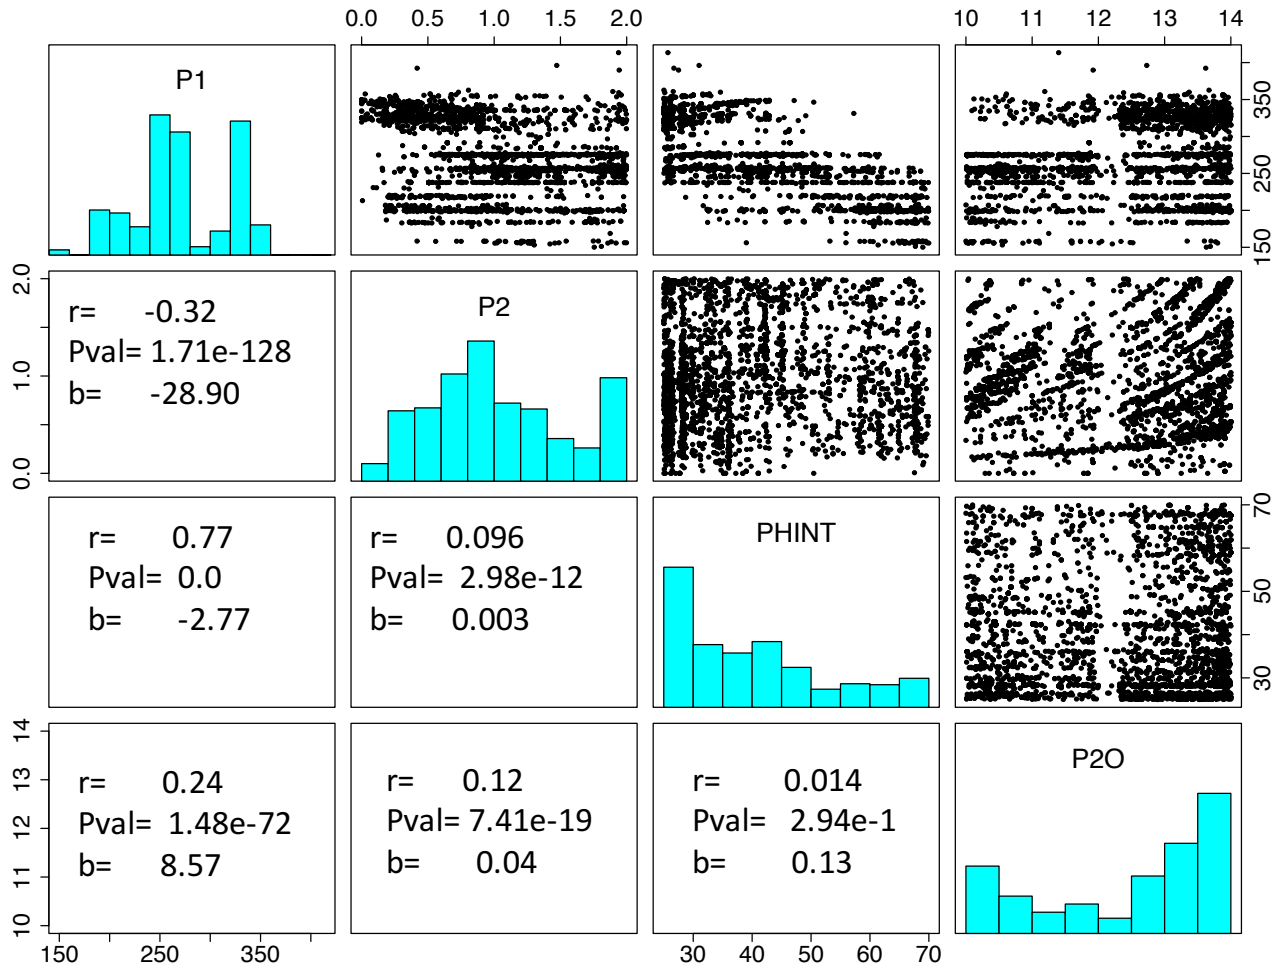 0.0 0.5 1.0 1.5 2.0
10 11 12 13 14
P1
150 250 350
0.0 1.0 2.0
r= -0.32
Pval= 1.71e-128
b= -28.90
P2
r= 0.77
Pval= 0.0
b= -2.77
r= 0.096
Pval= 2.98e-12
b= 0.003
PHINT
30 50 70
10 11 12 13 14
r= 0.24
Pval= 1.48e-72
b= 8.57
r= 0.12
Pval= 7.41e-19
b= 0.04
r= 0.014
Pval= 2.94e-1
b= 0.13
P2O
150 250 350
30 40 50 60 70